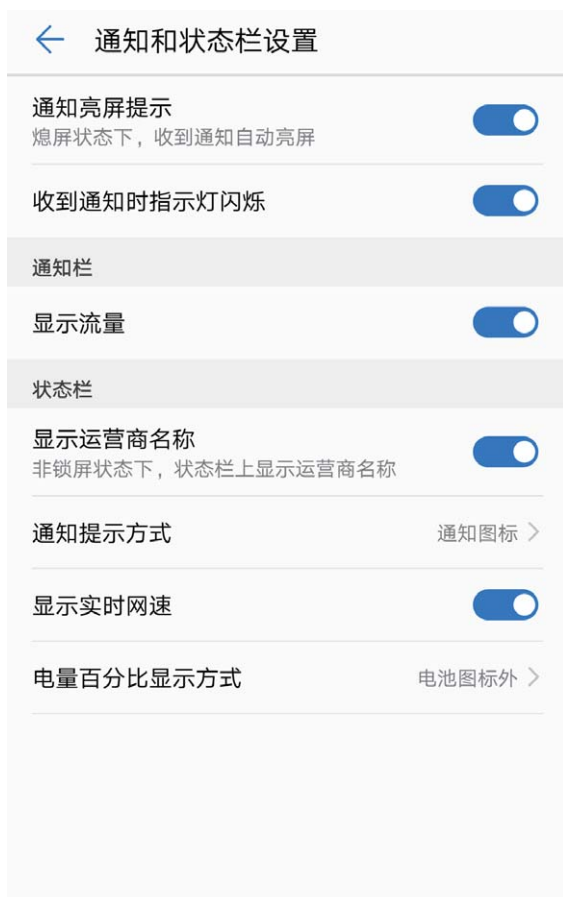 通知和状态栏设置
通知亮屏提示
熄屏状态下，收到通知自动亮屏
收到通知时指示灯闪烁
通知栏
显示流量
状态栏
显示运营商名称
非锁屏状态下，状态栏上显示运营商名称
通知提示方式 通知图标
显示实时网速
电量百分比显示方式 电池图标外